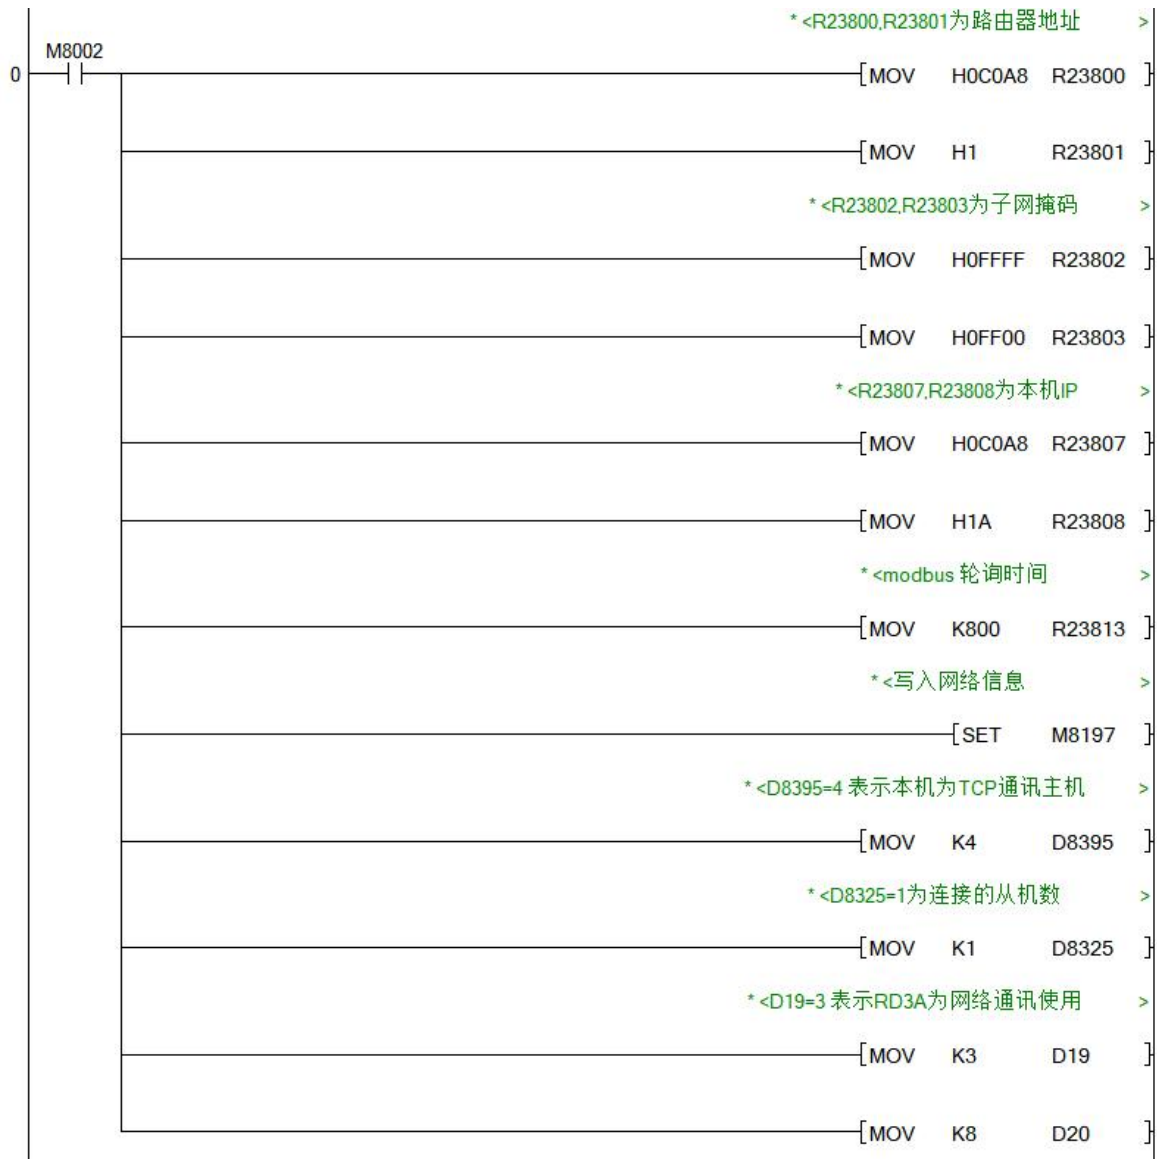 * <R23800,R23801为路由器地址 >
M8002
0 [MOV H0C0A8 R23800 ]
[MOV H1 R23801 ]
* <R23802,R23803为子网掩码 >
[MOV H0FFFF R23802 ]
[MOV H0FF00 R23803 ]
* <R23807,R23808为本机IP >
[MOV H0C0A8 R23807 ]
[MOV H1A R23808 ]
* <modbus 轮询时间 >
[MOV K800 R23813 ]
* <写入网络信息 >
[SET M8197 ]
* <D8395=4 表示本机为TCP通讯主机 >
[MOV K4 D8395 ]
* <D8325=1为连接的从机数 >
[MOV K1 D8325 ]
* <D19=3 表示RD3A为网络通讯使用 >
[MOV K3 D19 ]
[MOV K8 D20 ]